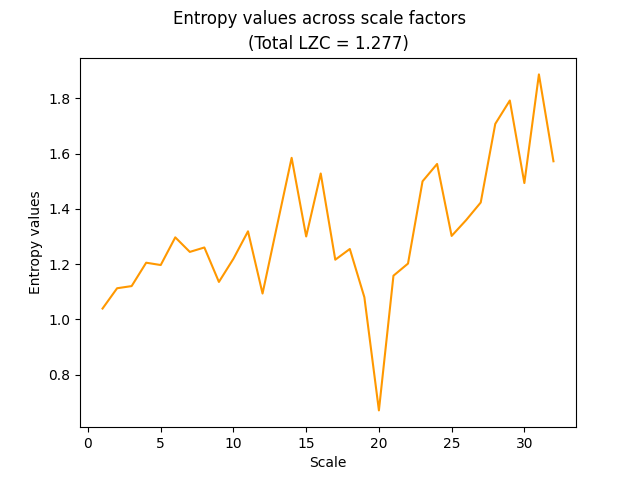 Entropy values across scale factors
(Total LZC = 1.277)
1.8
1.6
1.4
1.2
1.0
0.8
Entropy values
0 5 10 15 20 25 30
Scale